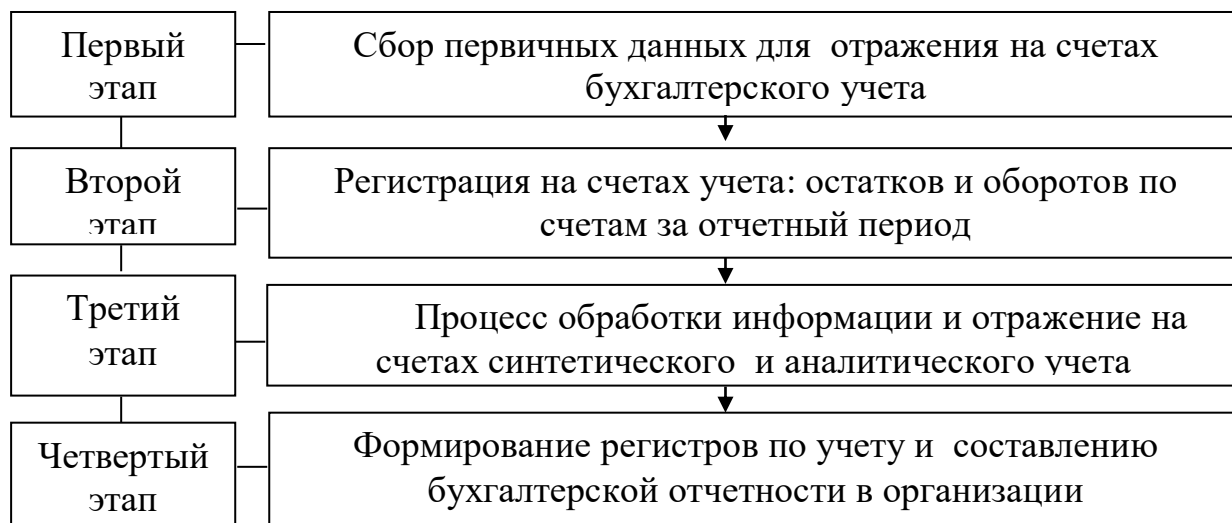 Первый
этап
Сбор первичных данных для отражения на счетах
бухгалтерского учета
Второй
этап
Регистрация на счетах учета: остатков и оборотов по
счетам за отчетный период
Третий
этап
Процесс обработки информации и отражение на
счетах синтетического и аналитического учета
Четвертый
этап
Формирование регистров по учету и составлению
бухгалтерской отчетности в организации